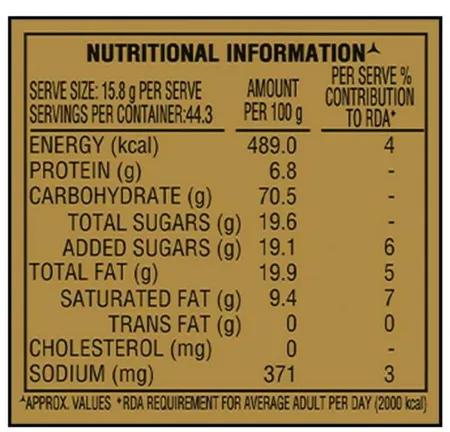 NUTRITIONAL INFORMATION⅄
SERVE SIZE: 15.8 g PER SERVE
SERVINGS PER CONTAINER:44.3
AMOUNT
PER 100 g
PER SERVE %
CONTRIBUTION
TO RDA*
ENERGY (kcal) 489.0 4
PROTEIN (g) 6.8 -
CARBOHYDRATE (g) 70.5 -
TOTAL SUGARS (g) 19.6 -
ADDED SUGARS (g) 19.1 6
TOTAL FAT (g) 19.9 5
SATURATED FAT (g) 9.4 7
TRANS FAT (g) 0 0
CHOLESTEROL (mg) 0 -
SODIUM (mg) 371 3
⅄APPROX. VALUES *RDA REQUIREMENT FOR AVERAGE ADULT PER DAY (2000 kcal)